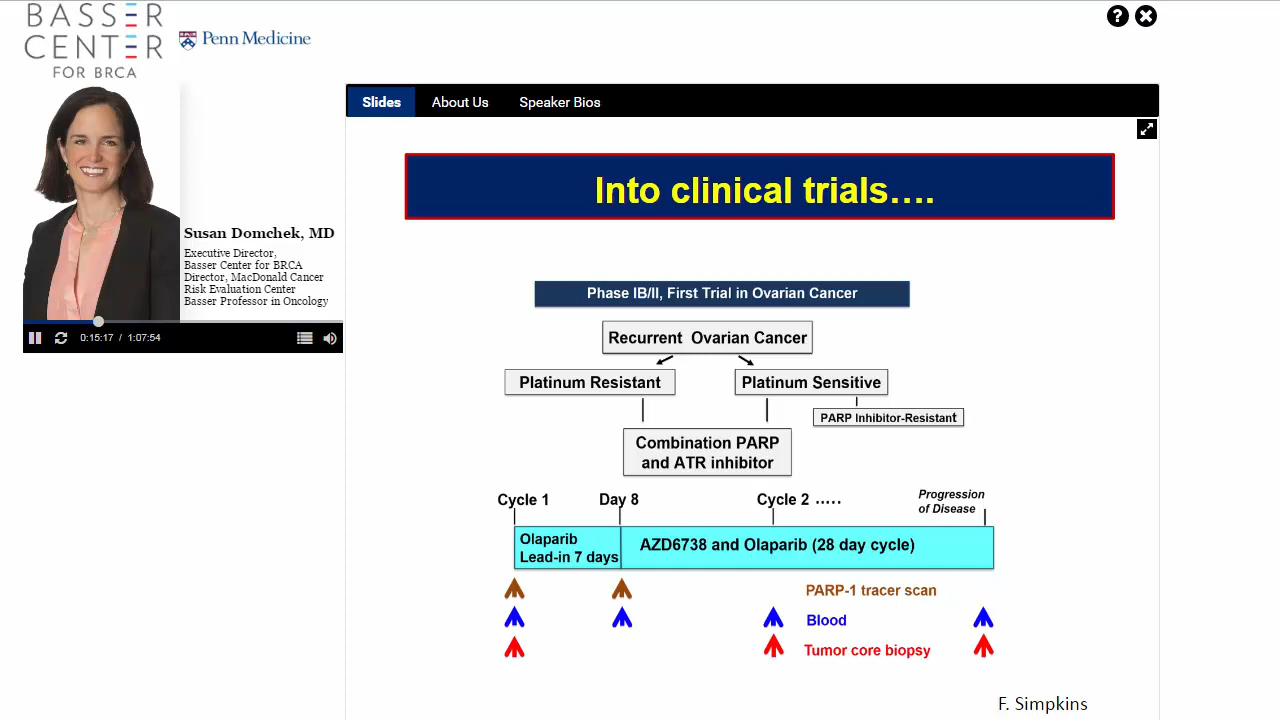 BASSER
CENTER
FOR BRCA
Penn Medicine
Susan Domchek, MD
Executive Director,
Basser Center for BRCA
Director, MacDonald Cancer
Risk Evaluation Center
Basser Professor in Oncology
0:15:17 / 1:07:54
?
Slides About Us Speaker Bios
Into clinical trials....
Phase IB/II, First Trial in Ovarian Cancer
Recurrent Ovarian Cancer
Platinum Resistant Platinum Sensitive
PARP Inhibitor-Resistant
Combination PARP
and ATR inhibitor
Cycle 1 Day 8 Cycle 2 ..... Progression
of Disease
Olaparib
Lead-in 7 days
AZD6738 and Olaparib (28 day cycle)
PARP-1 tracer scan
Blood
Tumor core biopsy
F. Simpkins